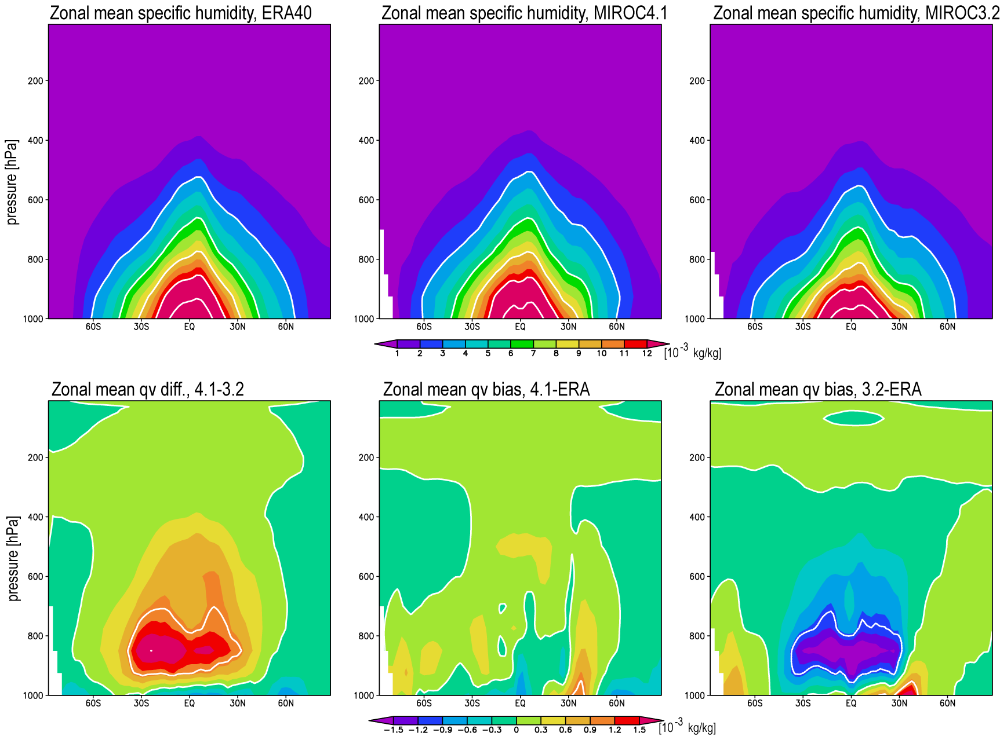 Zonal mean specific humidity, ERA40
Zonal mean specific humidity, MIROC4.1
Zonal mean specific humidity, MIROC3.2
pressure [hPa]
200
400
600
800
1000
60S 30S EQ 30N 60N
200
400
600
800
1000
60S 30S EQ 30N 60N
200
400
600
800
1000
60S 30S EQ 30N 60N
1 2 3 4 5 6 7 8 9 10 11 12 [10-3 kg/kg]
Zonal mean qv diff., 4.1-3.2
Zonal mean qv bias, 4.1-ERA
Zonal mean qv bias, 3.2-ERA
pressure [hPa]
200
400
600
800
1000
60S 30S EQ 30N 60N
200
400
600
800
1000
60S 30S EQ 30N 60N
200
400
600
800
1000
60S 30S EQ 30N 60N
-1.5 -1.2 -0.9 -0.6 -0.3 0 0.3 0.6 0.9 1.2 1.5 [10-3 kg/kg]